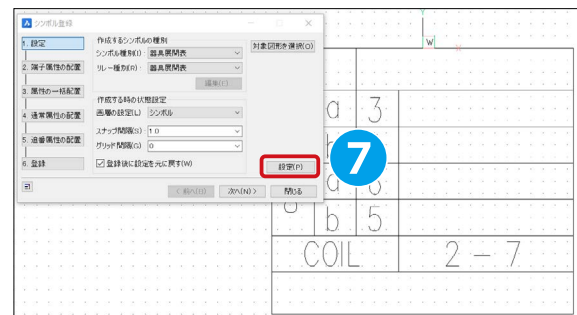 シンボル登録
1. 設定
2. 端子属性の配置
3. 属性の一括配置
4. 通常属性の配置
5. 追番属性の配置
6. 登録
作成するシンボルの種別
シンボル種別(I): 器具展開表
リレー種別(R): 器具展開表
編集(E)
作成する時の状態設定
画層の設定(L) シンボル
スナップ間隔(S): 1.0
グリッド間隔(G) 0
登録後に設定を元に戻す(W)
対象図形を選択(O)
設定(P)
次へ(N) >
閉じる
7
Y
W
a 3
b 5
COIL 2 - 7